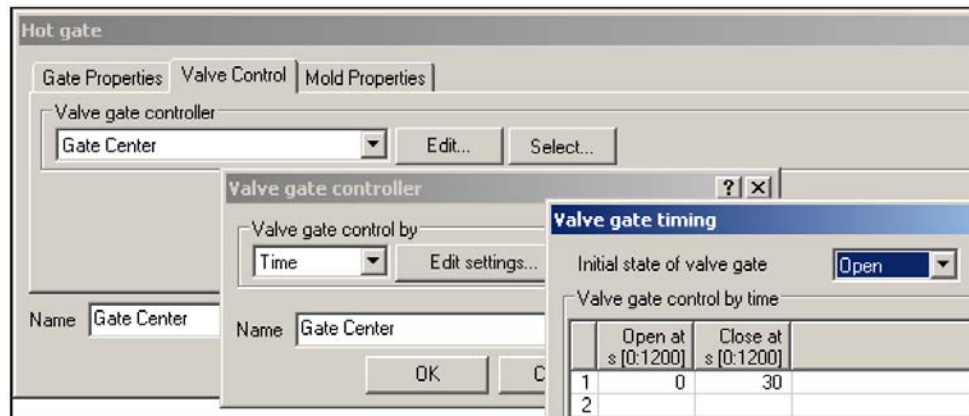 Hot gate
Gate Properties Valve Control Mold Properties
Valve gate controller
Gate Center Edit... Select...
Valve gate controller ? X
Valve gate timing
Valve gate control by
Time Edit settings...
Initial state of valve gate Open
Valve gate control by time
Name Gate Center
Name Gate Center
Open at Close at
s [0:1200] s [0:1200]
OK C
1 0 30
2